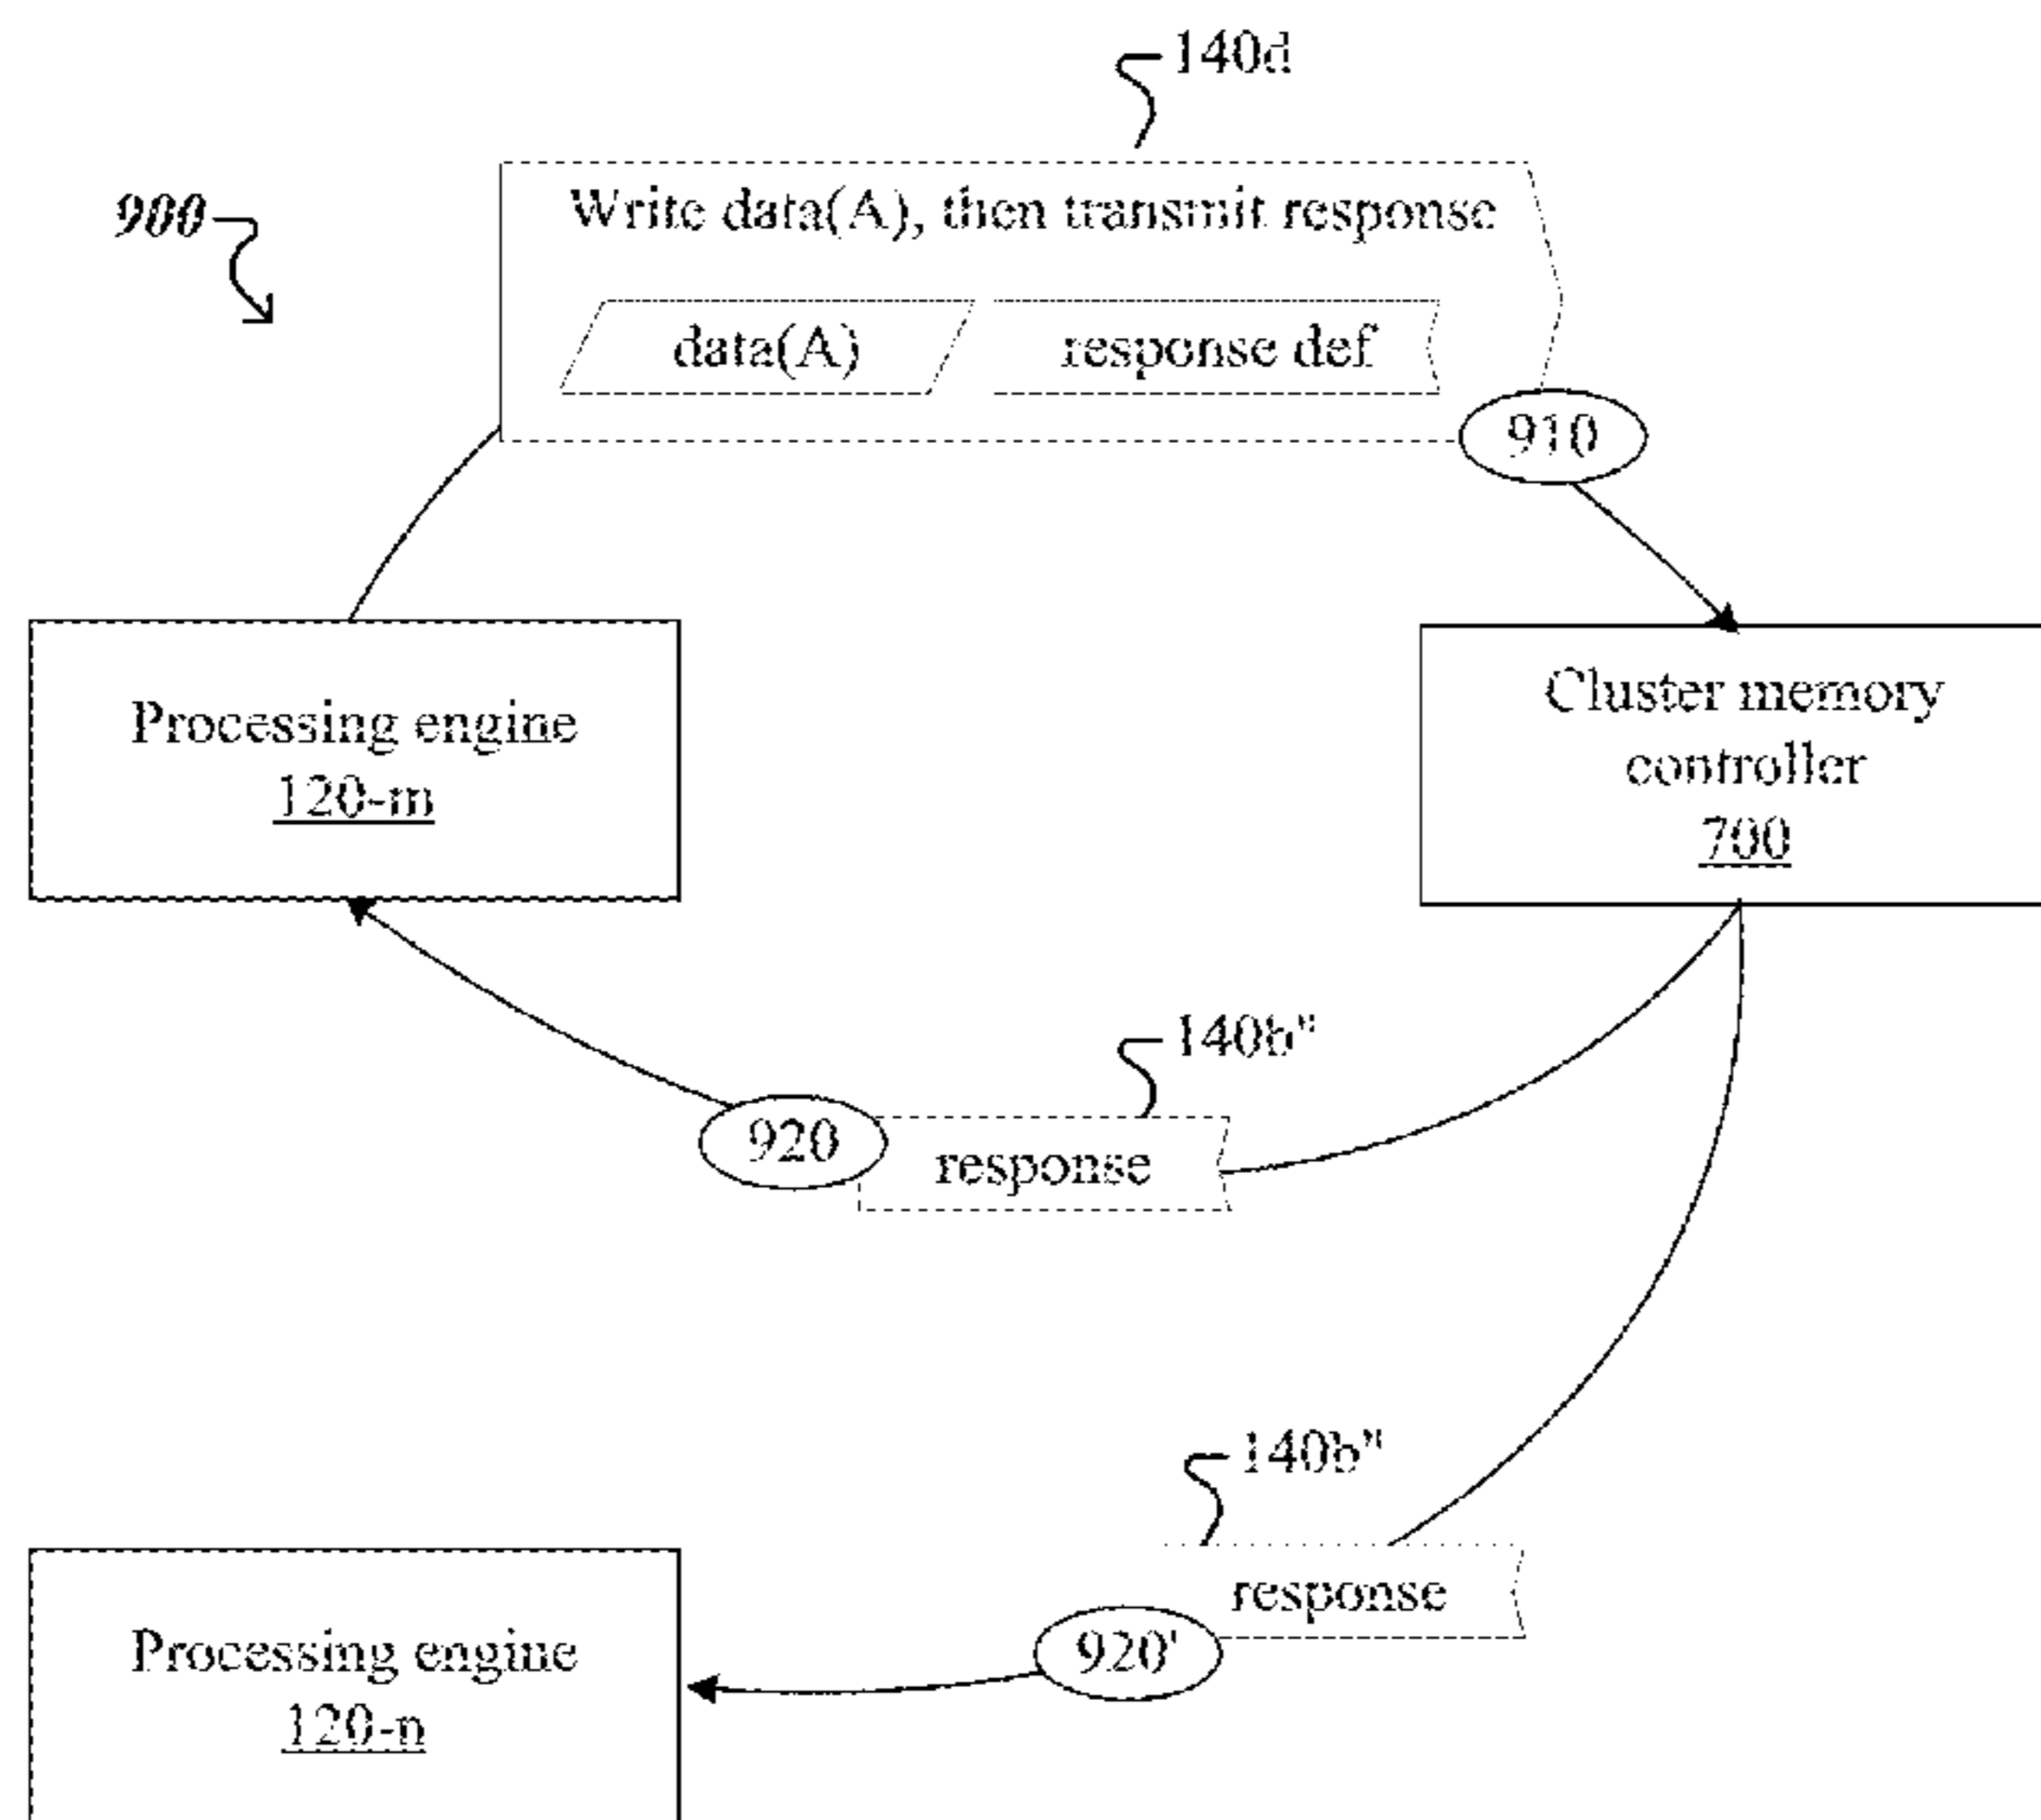 140d
900
Write data(A), then transmit response
data(A)
response def
910
Processing engine
120-m
Cluster memory
controller
700
140b"
920
response
140b"
response
920'
Processing engine
120-n